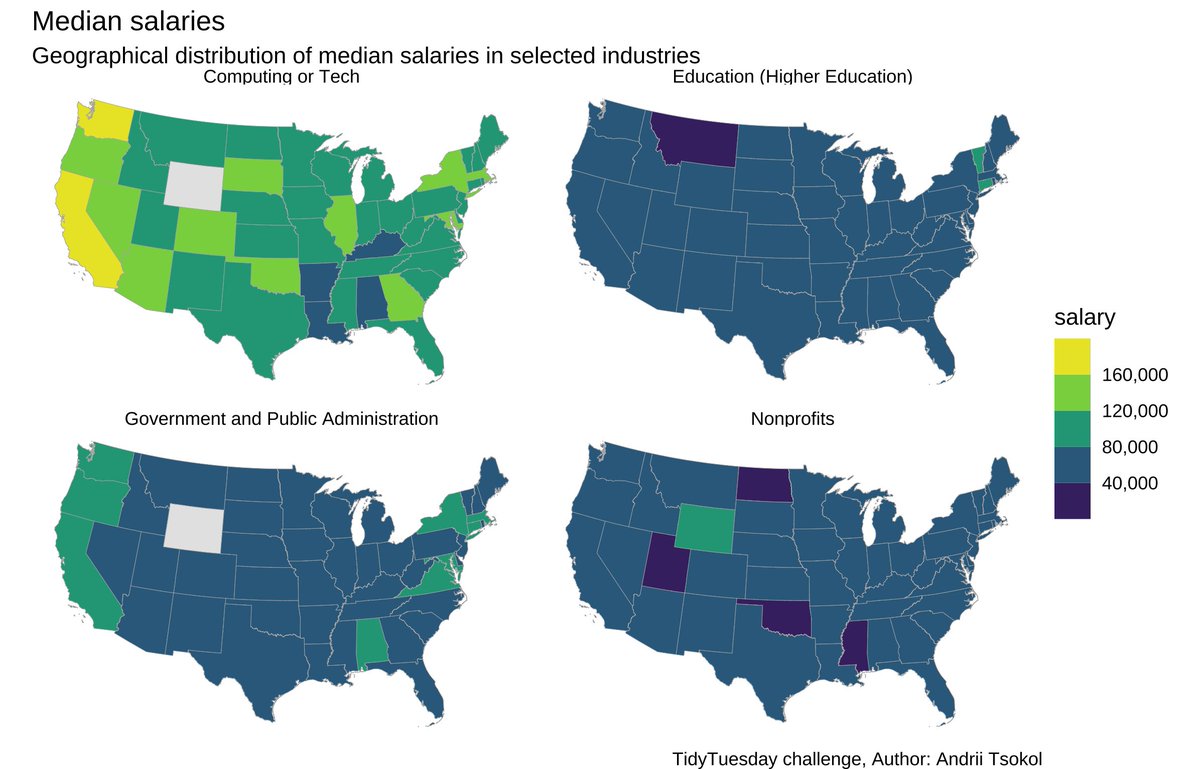 Median salaries
Geographical distribution of median salaries in selected industries
Computing or Tech
Education (Higher Education)
Government and Public Administration
Nonprofits
salary
160,000
120,000
80,000
40,000
TidyTuesday challenge, Author: Andrii Tsokol